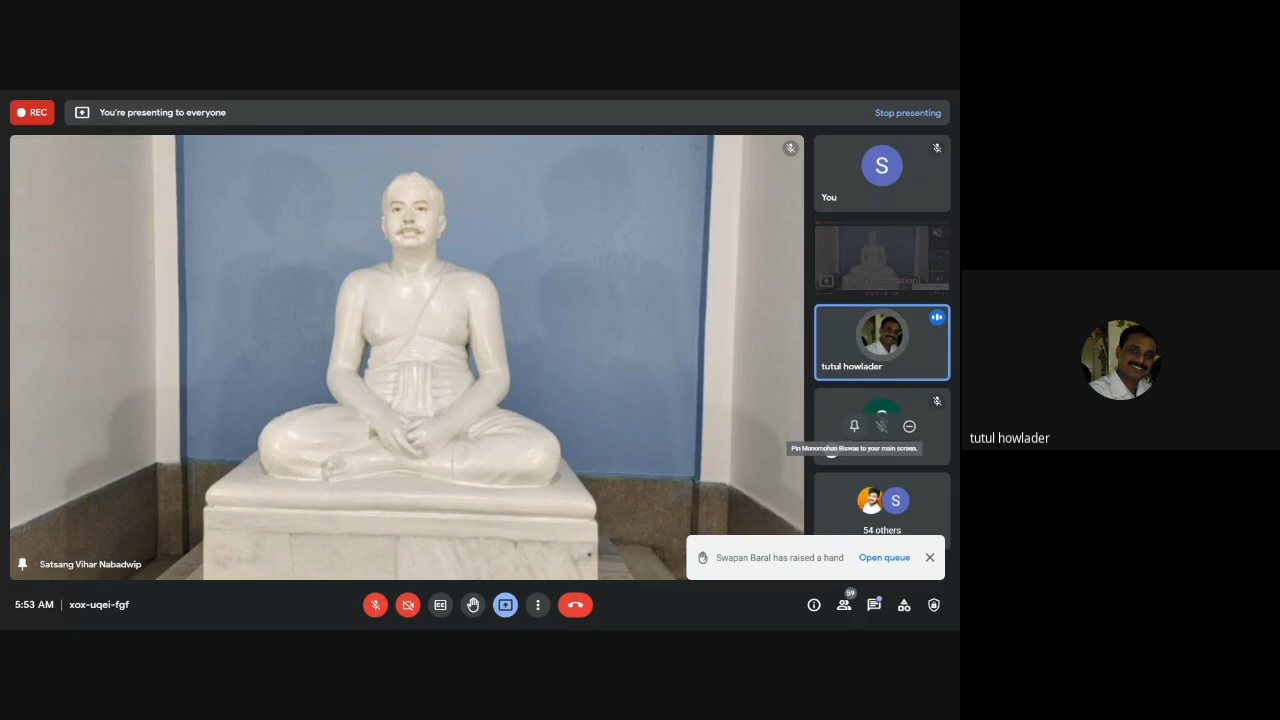 REC
You're presenting to everyone
Stop presenting
S
You
tutul howlader
Pin Monomohan Biswas to your main screen.
S
54 others
Swapan Baral has raised a hand
Open queue
Satsang Vihar Nabadwip
5:53 AM | xox-uqei-fgf
CC
59
tutul howlader